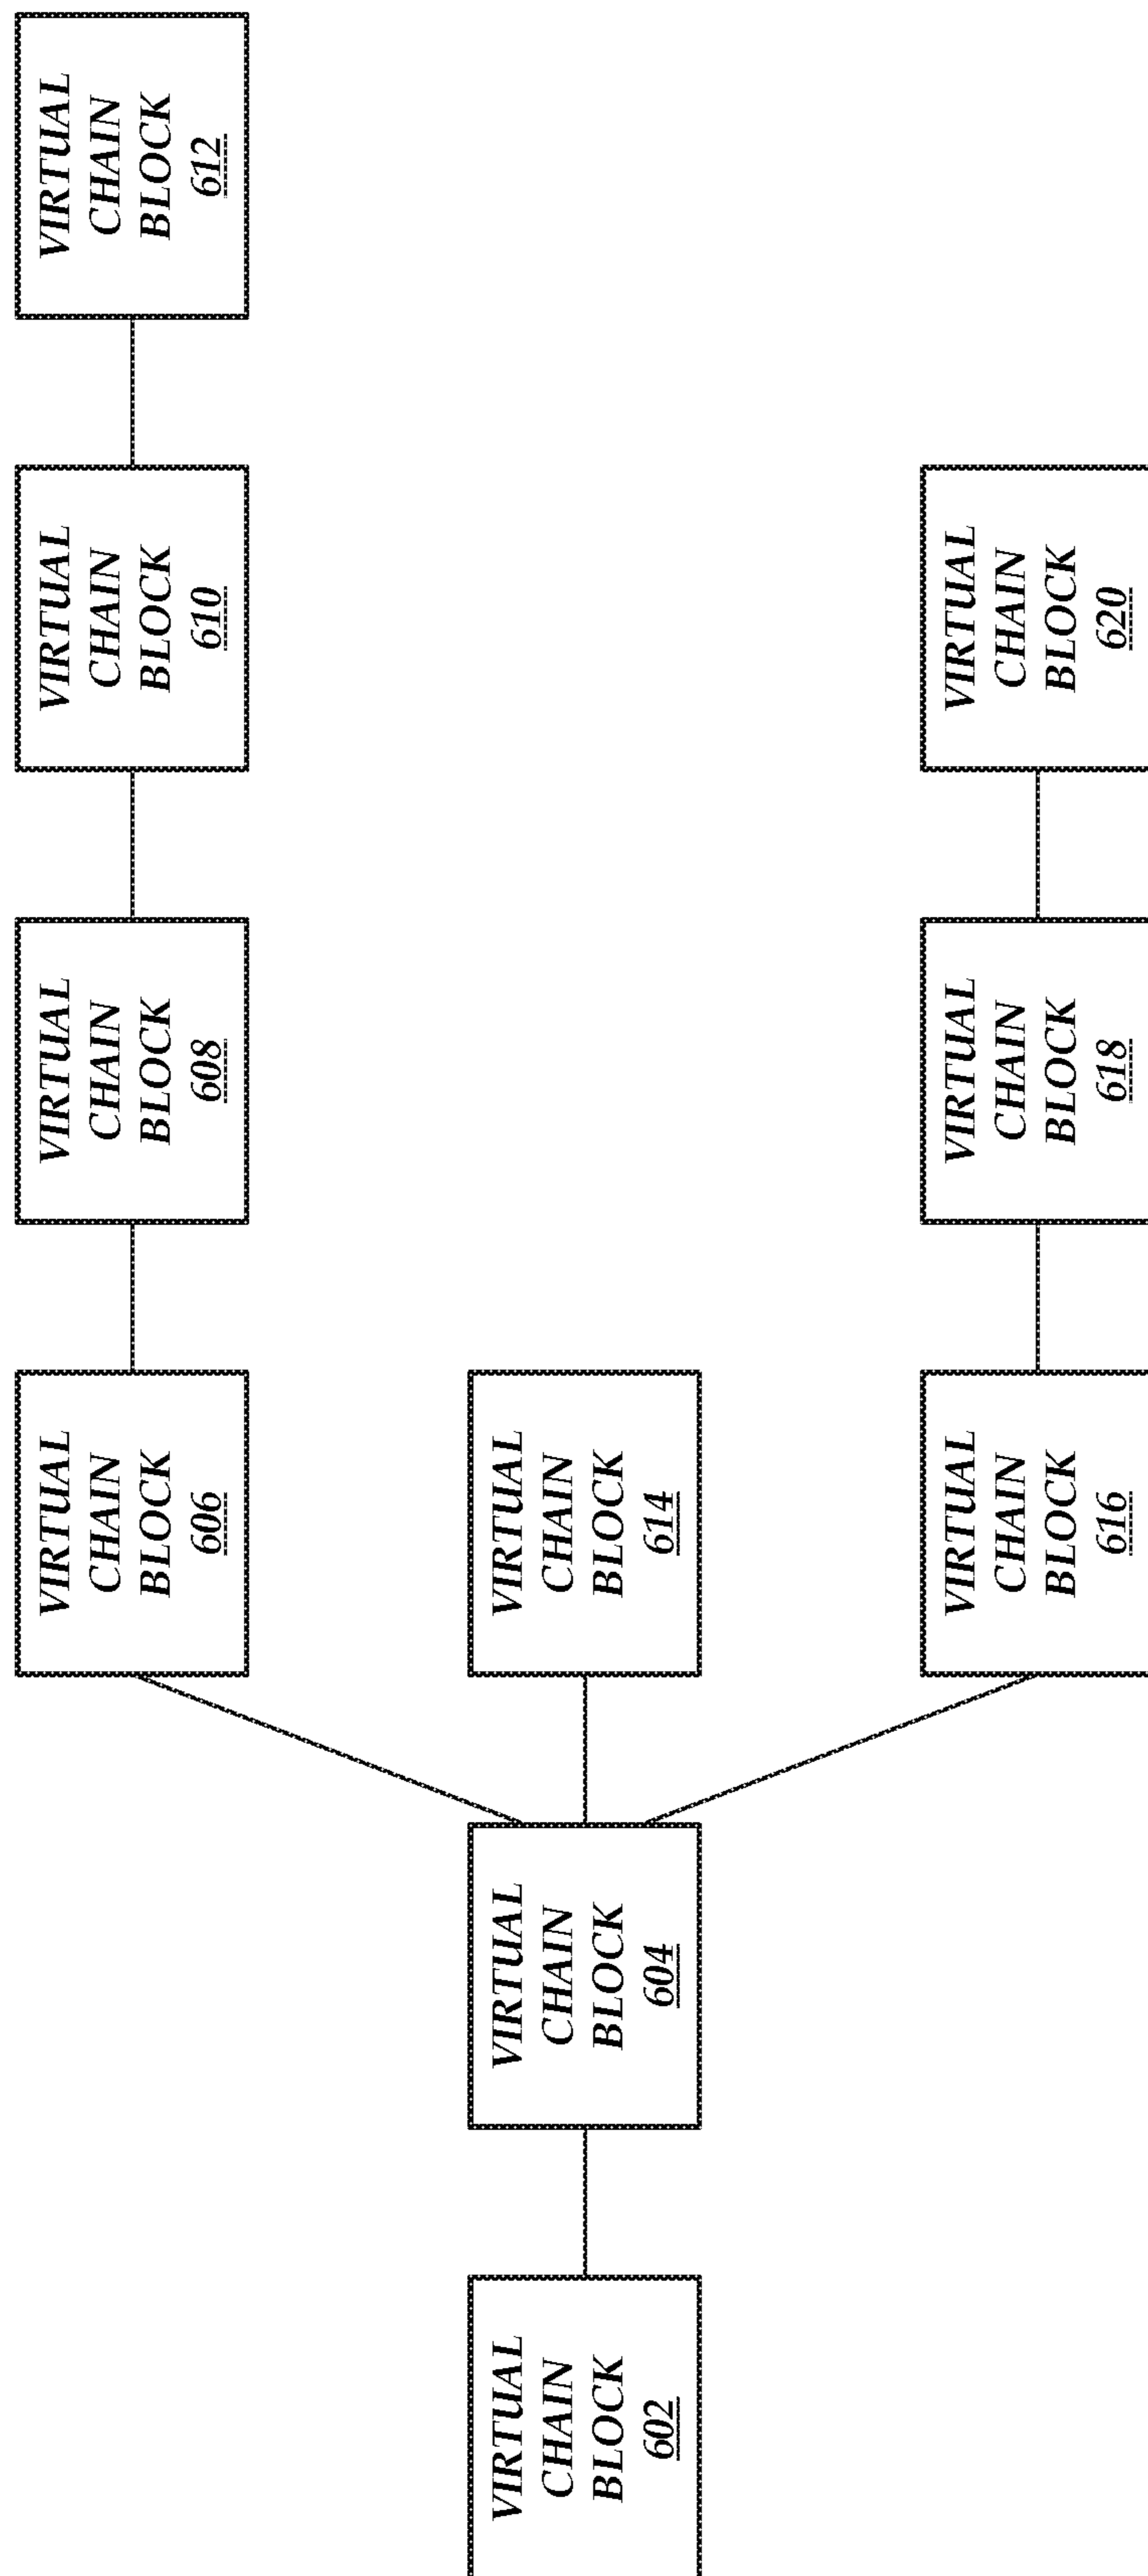 VIRTUAL
CHAIN
BLOCK
602
VIRTUAL
CHAIN
BLOCK
604
VIRTUAL
CHAIN
BLOCK
606
VIRTUAL
CHAIN
BLOCK
608
VIRTUAL
CHAIN
BLOCK
610
VIRTUAL
CHAIN
BLOCK
612
VIRTUAL
CHAIN
BLOCK
614
VIRTUAL
CHAIN
BLOCK
616
VIRTUAL
CHAIN
BLOCK
618
VIRTUAL
CHAIN
BLOCK
620